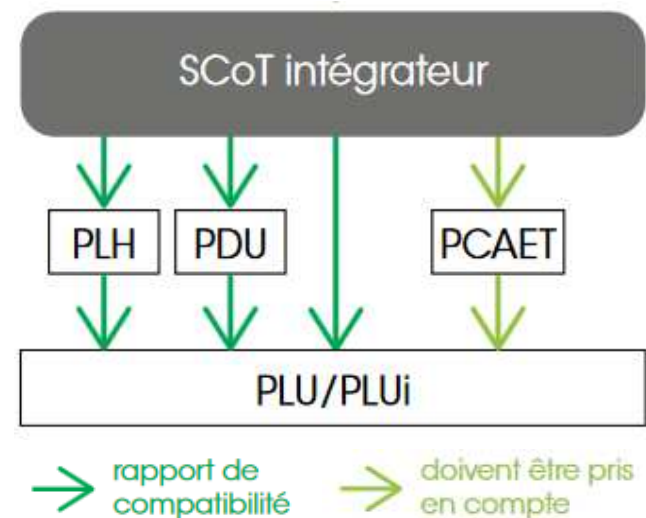 SCoT intégrateur
PLH PDU PCAET
PLU/PLUi
rapport de doivent être pris
compatibilité en compte